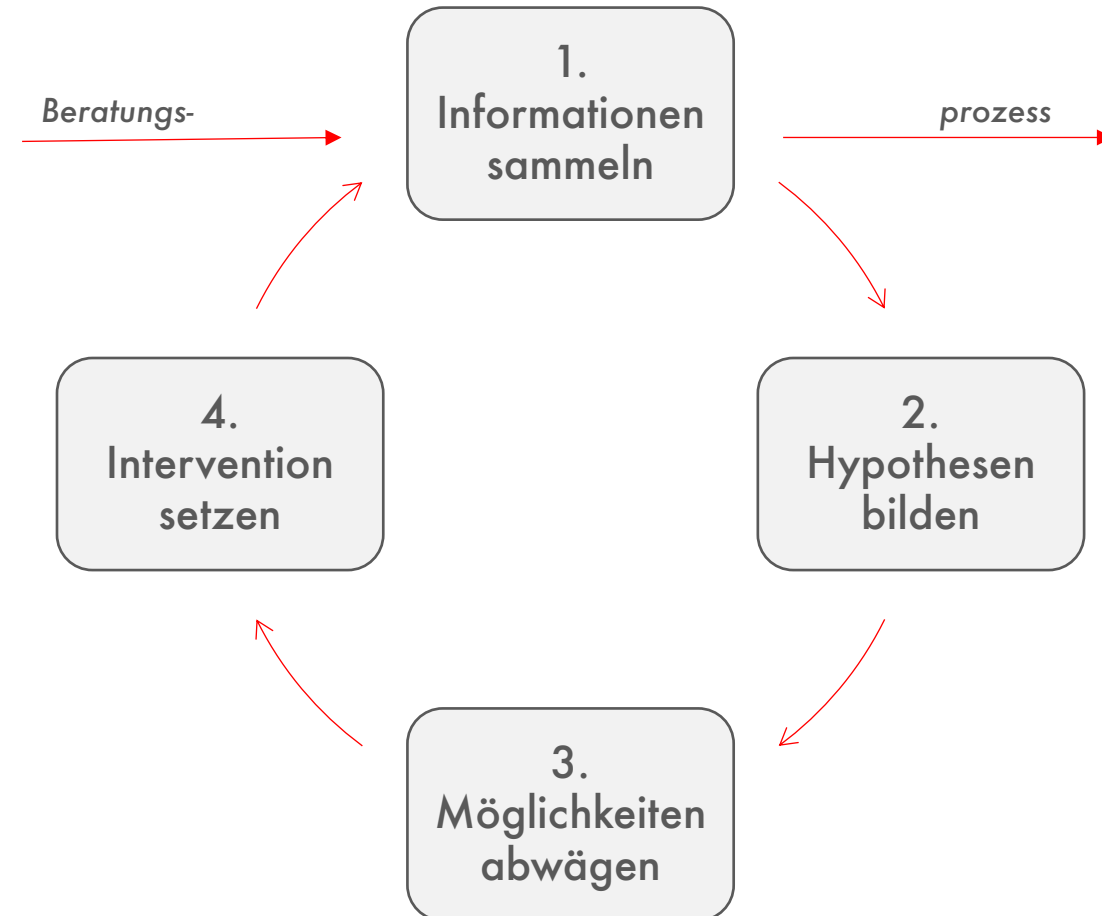 1.
Informationen
sammeln
Beratungs-
prozess
4.
Intervention
setzen
2.
Hypothesen
bilden
3.
Möglichkeiten
abwägen